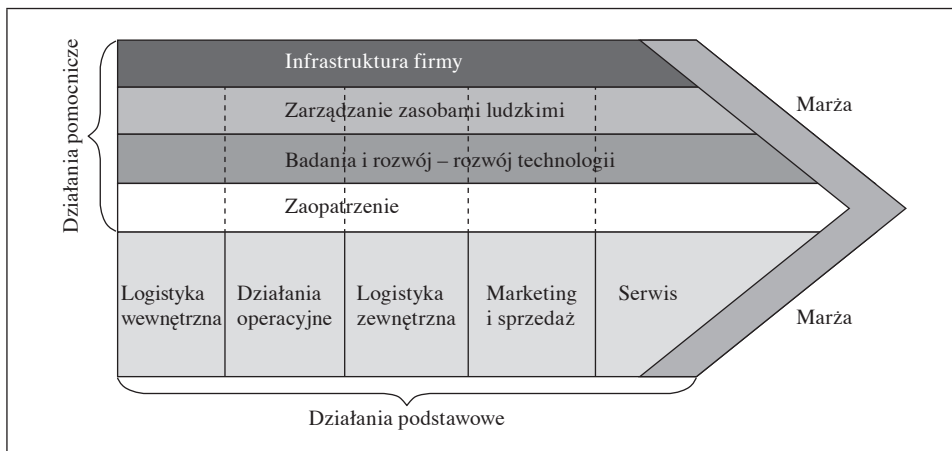 Działania pomocnicze
Infrastruktura firmy
Zarządzanie zasobami ludzkimi
Badania i rozwój – rozwój technologii
Zaopatrzenie
Marża
Logistyka
wewnętrzna
Działania
operacyjne
Logistyka
zewnętrzna
Marketing
i sprzedaż
Serwis
Marża
Działania podstawowe